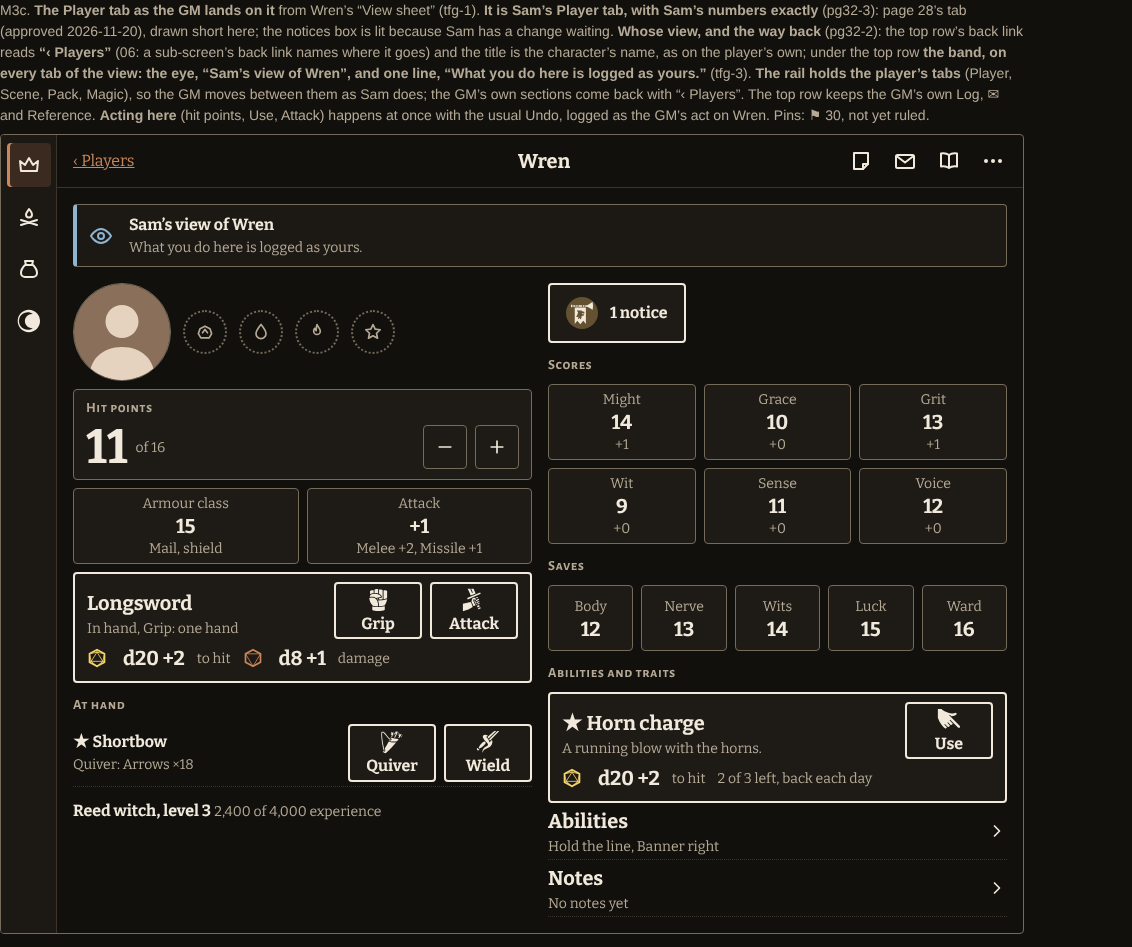 M3c. The Player tab as the GM lands on it from Wren’s “View sheet” (tfg-1). It is Sam’s Player tab, with Sam’s numbers exactly (pg32-3): page 28’s tab
(approved 2026-11-20), drawn short here; the notices box is lit because Sam has a change waiting. Whose view, and the way back (pg32-2): the top row’s back link
reads “‹ Players” (06: a sub-screen’s back link names where it goes) and the title is the character’s name, as on the player’s own; under the top row the band, on
every tab of the view: the eye, “Sam’s view of Wren”, and one line, “What you do here is logged as yours.” (tfg-3). The rail holds the player’s tabs (Player,
Scene, Pack, Magic), so the GM moves between them as Sam does; the GM’s own sections come back with “‹ Players”. The top row keeps the GM’s own Log, ✉
and Reference. Acting here (hit points, Use, Attack) happens at once with the usual Undo, logged as the GM’s act on Wren. Pins: ⚑ 30, not yet ruled.
‹ Players
Wren
Sam’s view of Wren
What you do here is logged as yours.
Hit points
11 of 16
− +
Armour class
15
Mail, shield
Attack
+1
Melee +2, Missile +1
Longsword
In hand, Grip: one hand
Grip
Attack
d20 +2 to hit d8 +1 damage
At hand
★ Shortbow
Quiver: Arrows ×18
Quiver
Wield
Reed witch, level 3 2,400 of 4,000 experience
1 notice
Scores
Might
14
+1
Grace
10
+0
Grit
13
+1
Wit
9
+0
Sense
11
+0
Voice
12
+0
Saves
Body
12
Nerve
13
Wits
14
Luck
15
Ward
16
Abilities and traits
★ Horn charge
A running blow with the horns.
Use
d20 +2 to hit 2 of 3 left, back each day
Abilities
Hold the line, Banner right
Notes
No notes yet